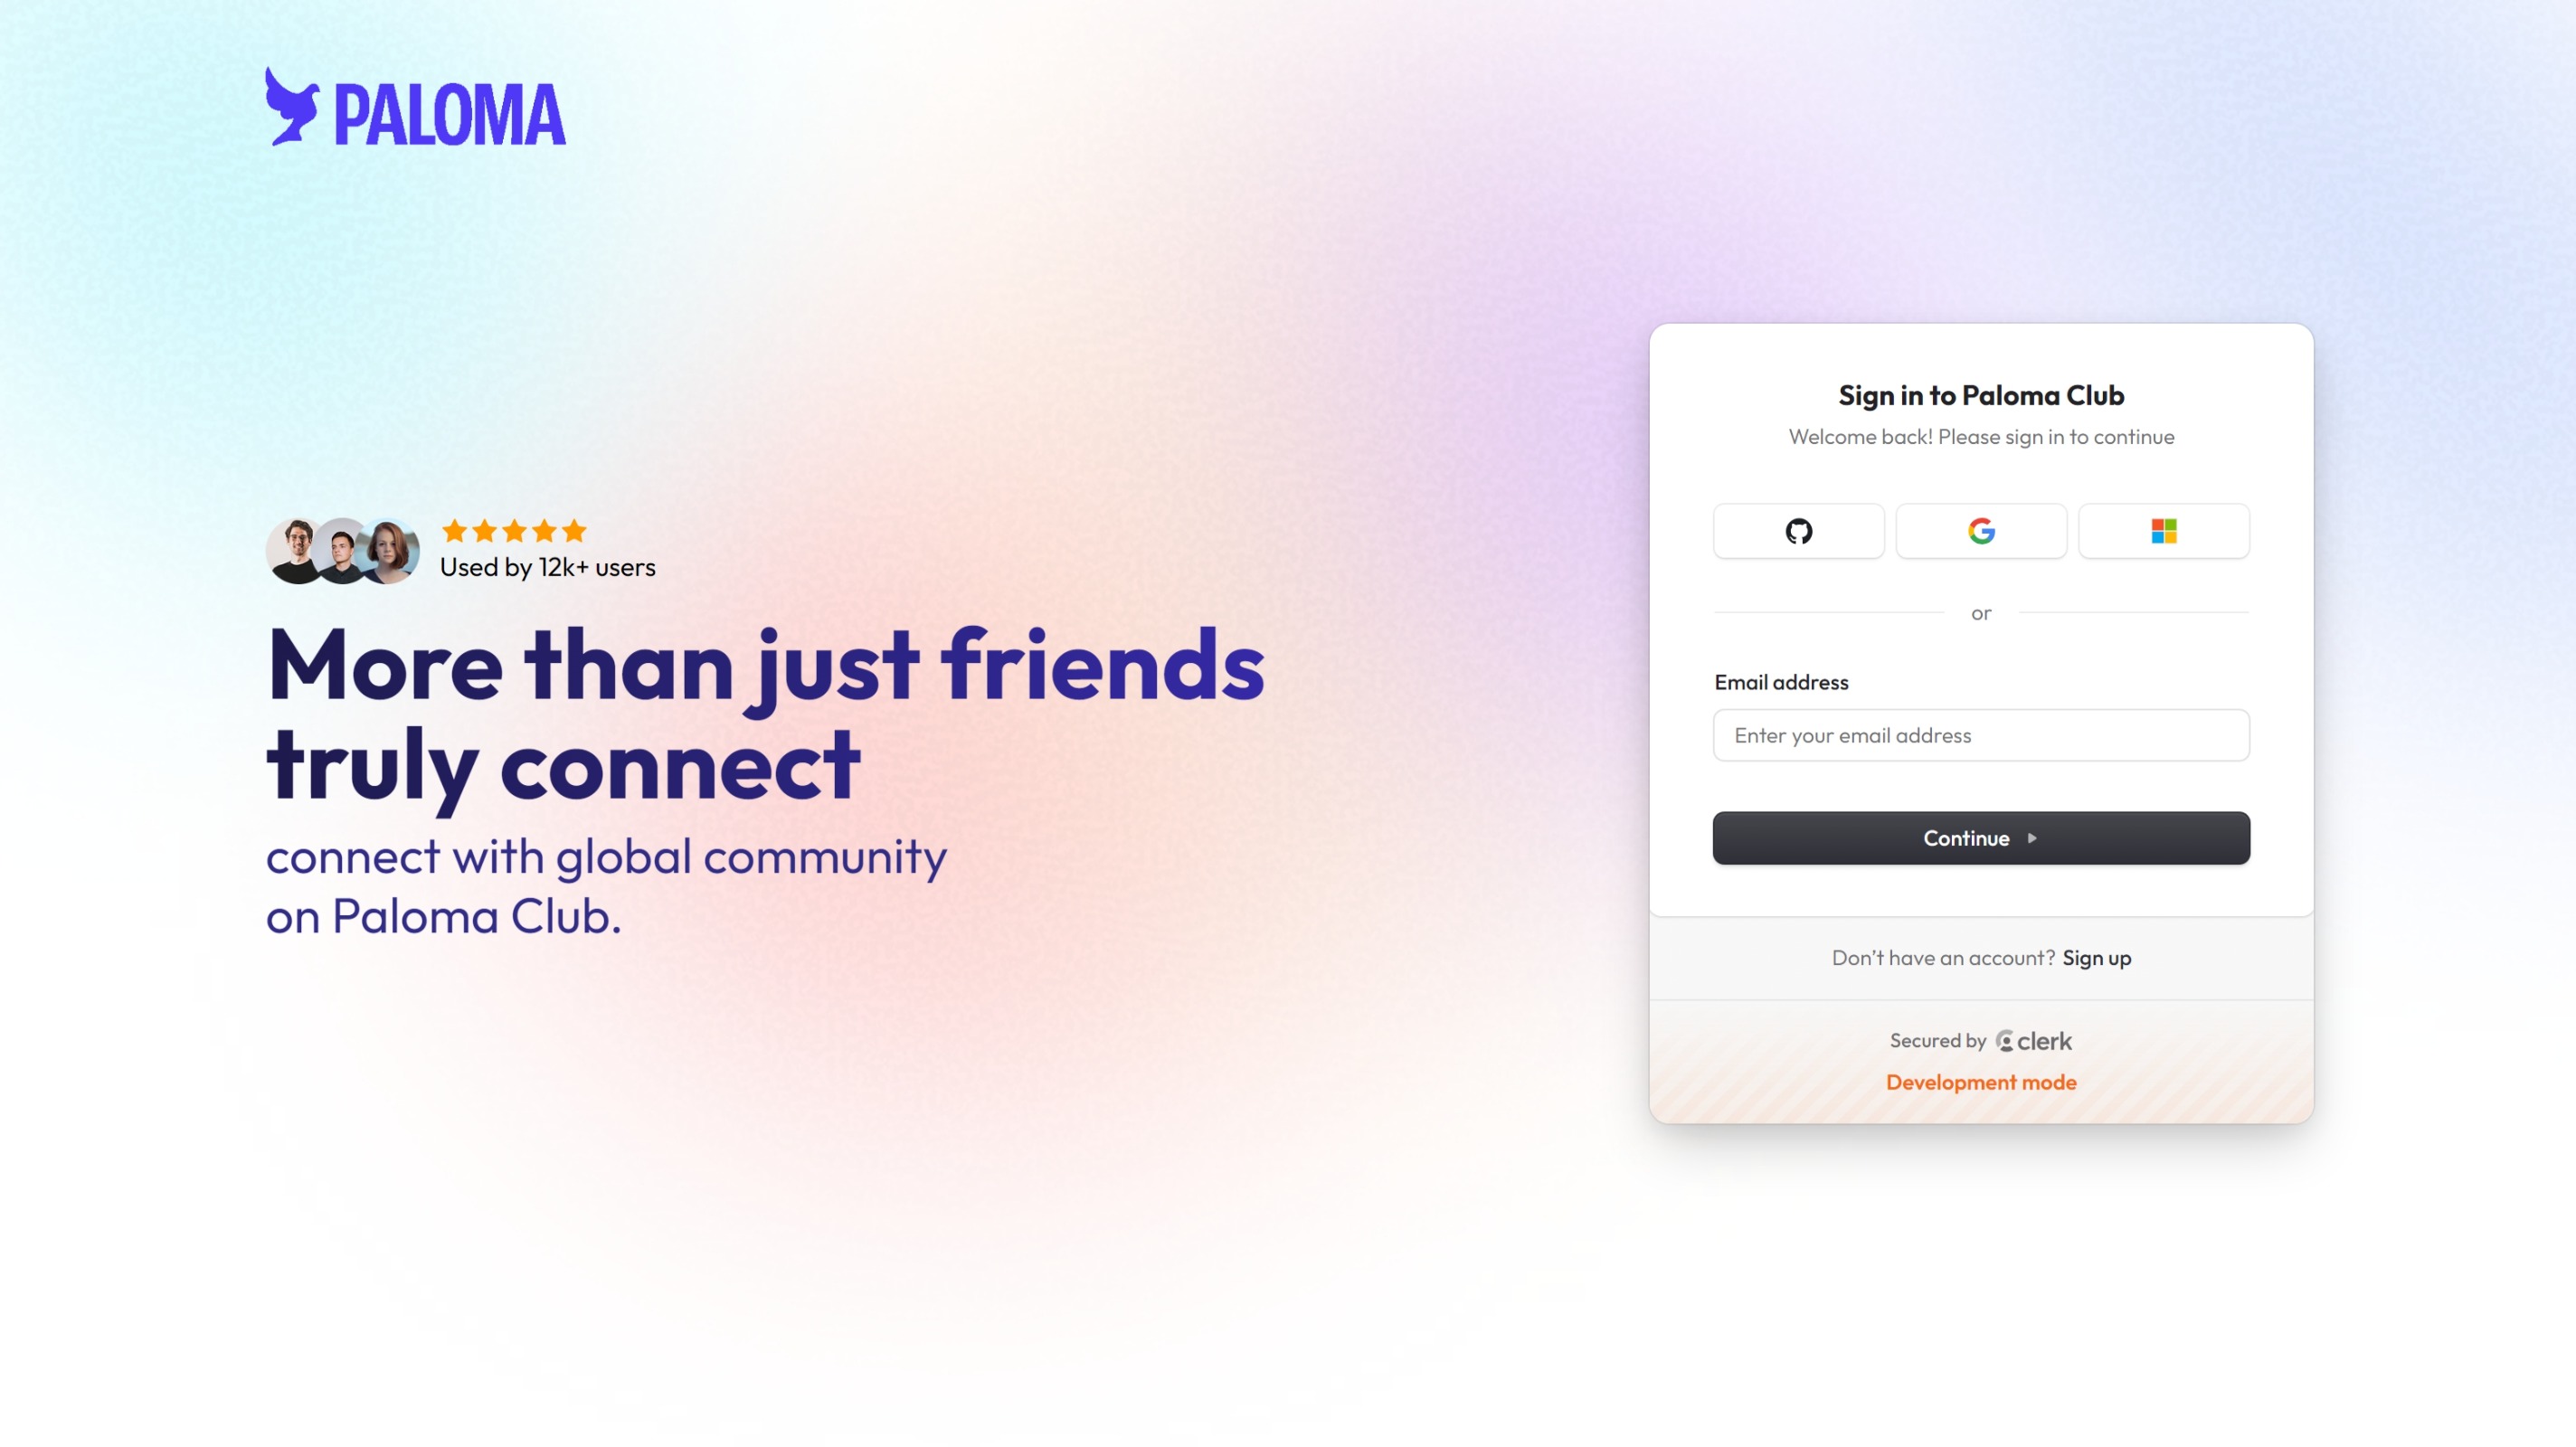 PALOMA
Used by 12k+ users
More than just friends
truly connect
connect with global community
on Paloma Club.
Sign in to Paloma Club
Welcome back! Please sign in to continue
or
Email address
Enter your email address
Continue
Don't have an account? Sign up
Secured by clerk
Development mode